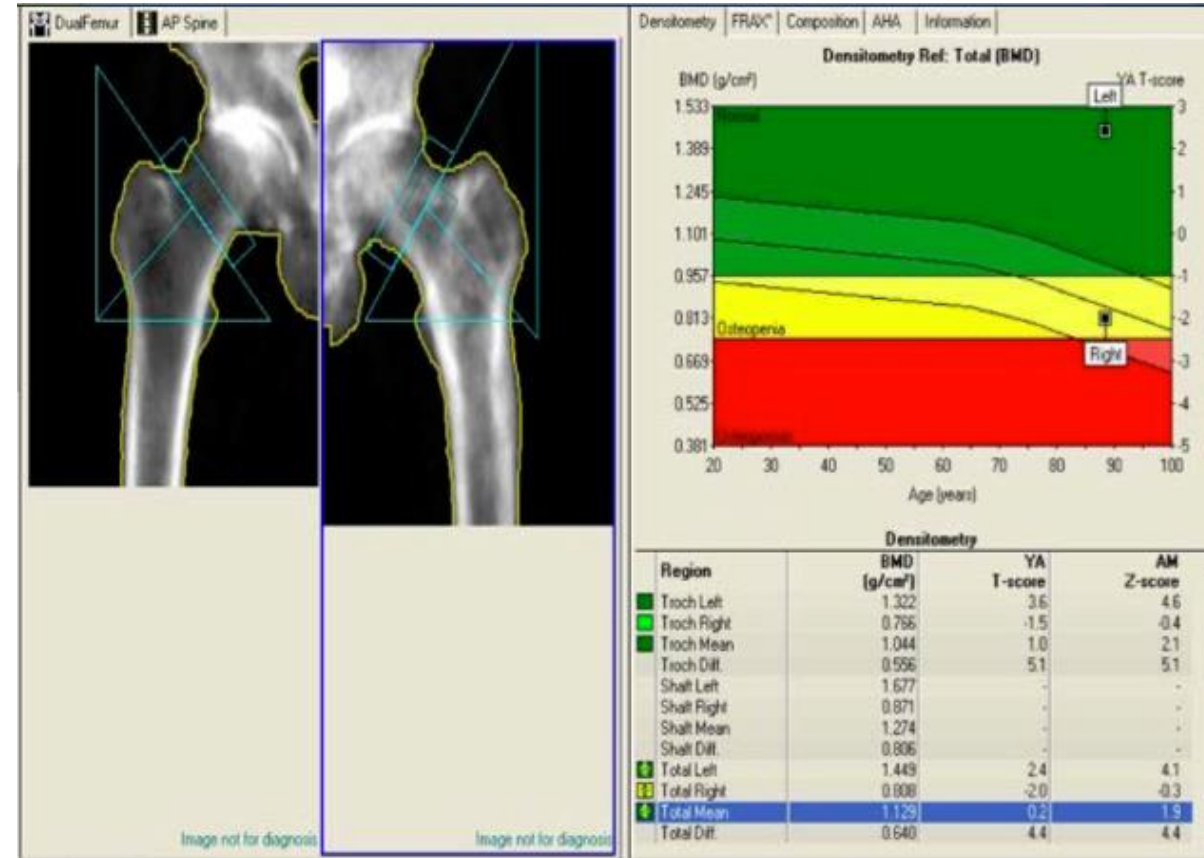 DualFemur AP Spine
Image not for diagnosis
Image not for diagnosis
Densitometry FRAX® Composition AHA Information
Densitometry Ref: Total (BMD)
BMD (g/cm²) YA T-score
1.533 3
1.389 2
1.245 1
1.101 0
0.957 -1
0.813 -2
0.669 -3
0.525 -4
0.381 -5
Normal
Osteopenia
Left
Right
20 30 40 50 60 70 80 90 100
Age (years)
Densitometry
Region BMD (g/cm²) YA T-score AM Z-score
Troch Left 1.322 3.6 4.6
Troch Right 0.766 -1.5 -0.4
Troch Mean 1.044 1.0 2.1
Troch Diff. 0.556 5.1 5.1
Shaft Left 1.677 - -
Shaft Right 0.871 - -
Shaft Mean 1.274 - -
Shaft Diff. 0.806 - -
Total Left 1.449 2.4 4.1
Total Right 0.808 -2.0 -0.3
Total Mean 1.129 0.2 1.9
Total Diff. 0.640 4.4 4.4